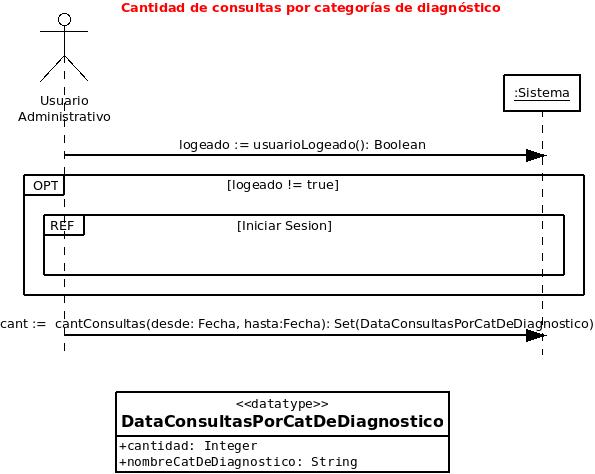 Cantidad de consultas por categorías de diagnóstico
Usuario
Administrativo
:Sistema
logeado := usuarioLogeado(): Boolean
OPT
[logeado != true]
REF
[Iniciar Sesion]
cant :=  cantConsultas(desde: Fecha, hasta:Fecha): Set(DataConsultasPorCatDeDiagnostico)
<<datatype>>
DataConsultasPorCatDeDiagnostico
+cantidad: Integer
+nombreCatDeDiagnostico: String